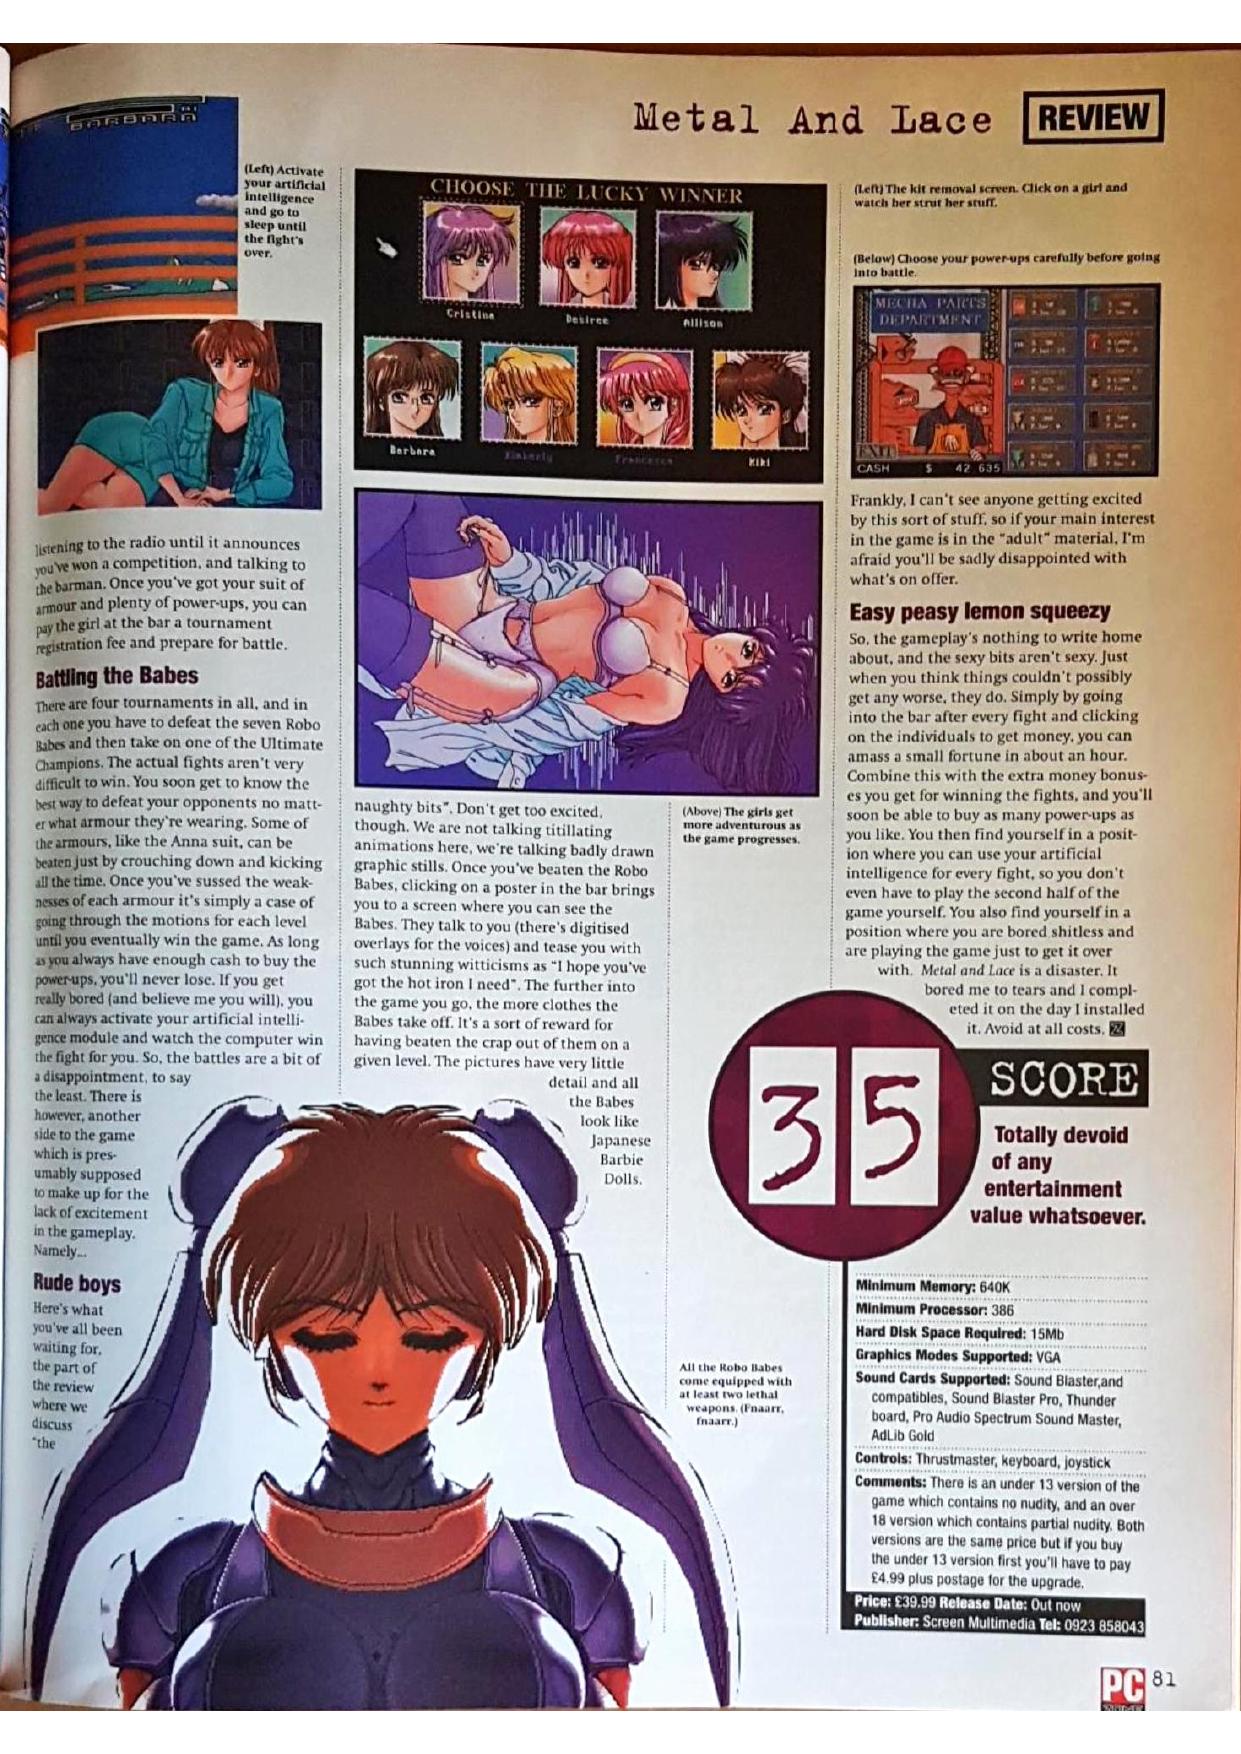 Metal And Lace REVIEW
BARBARA
(Left) Activate
your artificial
intelligence
and go to
sleep until
the fight's
over.
listening to the radio until it announces
you've won a competition, and talking to
the barman. Once you've got your suit of
armour and plenty of power-ups, you can
pay the girl at the bar a tournament
registration fee and prepare for battle.
Battling the Babes
There are four tournaments in all, and in
each one you have to defeat the seven Robo
Babes and then take on one of the Ultimate
Champions. The actual fights aren't very
difficult to win. You soon get to know the
best way to defeat your opponents no matt-
er what armour they're wearing. Some of
the armours, like the Anna suit, can be
beaten just by crouching down and kicking
all the time. Once you've sussed the weak-
nesses of each armour it's simply a case of
going through the motions for each level
until you eventually win the game. As long
as you always have enough cash to buy the
power-ups, you'll never lose. If you get
really bored (and believe me you will), you
can always activate your artificial intelli-
gence module and watch the computer win
the fight for you. So, the battles are a bit of
a disappointment, to say
the least. There is
however, another
side to the game
which is pres-
umably supposed
to make up for the
lack of excitement
in the gameplay.
Namely...
Rude boys
Here's what
you've all been
waiting for,
the part of
the review
where we
discuss
"the
CHOOSE THE LUCKY WINNER
Cristina
Desiree
Allison
Barbara
Kimberly
Francesca
Kiki
naughty bits". Don't get too excited,
though. We are not talking titillating
animations here, we're talking badly drawn
graphic stills. Once you've beaten the Robo
Babes, clicking on a poster in the bar brings
you to a screen where you can see the
Babes. They talk to you (there's digitised
overlays for the voices) and tease you with
such stunning witticisms as "I hope you've
got the hot iron I need". The further into
the game you go, the more clothes the
Babes take off. It's a sort of reward for
having beaten the crap out of them on a
given level. The pictures have very little
detail and all
the Babes
look like
Japanese
Barbie
Dolls.
(Above) The girls get
more adventurous as
the game progresses.
All the Robo Babes
come equipped with
at least two lethal
weapons. (Fnaarr,
fnaarr.)
(Left) The kit removal screen. Click on a girl and
watch her strut her stuff.
(Below) Choose your power-ups carefully before going
into battle.
MECHA PARTS
DEPARTMENT
EXIT
CASH $ 42 635
Frankly, I can't see anyone getting excited
by this sort of stuff, so if your main interest
in the game is in the "adult" material, I'm
afraid you'll be sadly disappointed with
what's on offer.
Easy peasy lemon squeezy
So, the gameplay's nothing to write home
about, and the sexy bits aren't sexy. Just
when you think things couldn't possibly
get any worse, they do. Simply by going
into the bar after every fight and clicking
on the individuals to get money, you can
amass a small fortune in about an hour.
Combine this with the extra money bonus-
es you get for winning the fights, and you'll
soon be able to buy as many power-ups as
you like. You then find yourself in a posit-
ion where you can use your artificial
intelligence for every fight, so you don't
even have to play the second half of the
game yourself. You also find yourself in a
position where you are bored shitless and
are playing the game just to get it over
with. Metal and Lace is a disaster. It
bored me to tears and I compl-
eted it on the day I installed
it. Avoid at all costs.
35
SCORE
Totally devoid
of any
entertainment
value whatsoever.
Minimum Memory: 640K
Minimum Processor: 386
Hard Disk Space Required: 15Mb
Graphics Modes Supported: VGA
Sound Cards Supported: Sound Blaster,and
compatibles, Sound Blaster Pro, Thunder
board, Pro Audio Spectrum Sound Master,
AdLib Gold
Controls: Thrustmaster, keyboard, joystick
Comments: There is an under 13 version of the
game which contains no nudity, and an over
18 version which contains partial nudity. Both
versions are the same price but if you buy
the under 13 version first you'll have to pay
£4.99 plus postage for the upgrade.
Price: £39.99 Release Date: Out now
Publisher: Screen Multimedia Tel: 0923 858043
PC 81